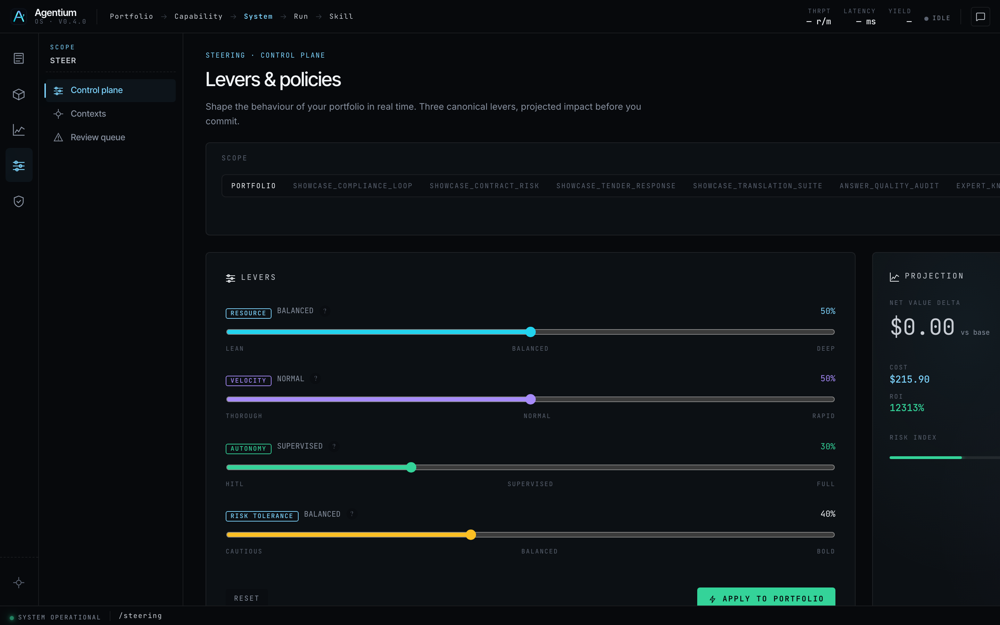 Agentium
OS · V0.4.0
Portfolio → Capability → System → Run → Skill
THRPT
— r/m
LATENCY
— ms
YIELD
—
IDLE
SCOPE
STEER
Control plane
Contexts
Review queue
STEERING · CONTROL PLANE
Levers & policies
Shape the behaviour of your portfolio in real time. Three canonical levers, projected impact before you
commit.
SCOPE
PORTFOLIO SHOWCASE_COMPLIANCE_LOOP SHOWCASE_CONTRACT_RISK SHOWCASE_TENDER_RESPONSE SHOWCASE_TRANSLATION_SUITE ANSWER_QUALITY_AUDIT EXPERT_KN
LEVERS
RESOURCE BALANCED ? 50%
LEAN BALANCED DEEP
VELOCITY NORMAL ? 50%
THOROUGH NORMAL RAPID
AUTONOMY SUPERVISED ? 30%
HITL SUPERVISED FULL
RISK TOLERANCE BALANCED ? 40%
CAUTIOUS BALANCED BOLD
RESET
APPLY TO PORTFOLIO
PROJECTION
NET VALUE DELTA
$0.00 vs base
COST
$215.90
ROI
12313%
RISK INDEX
SYSTEM OPERATIONAL
/steering